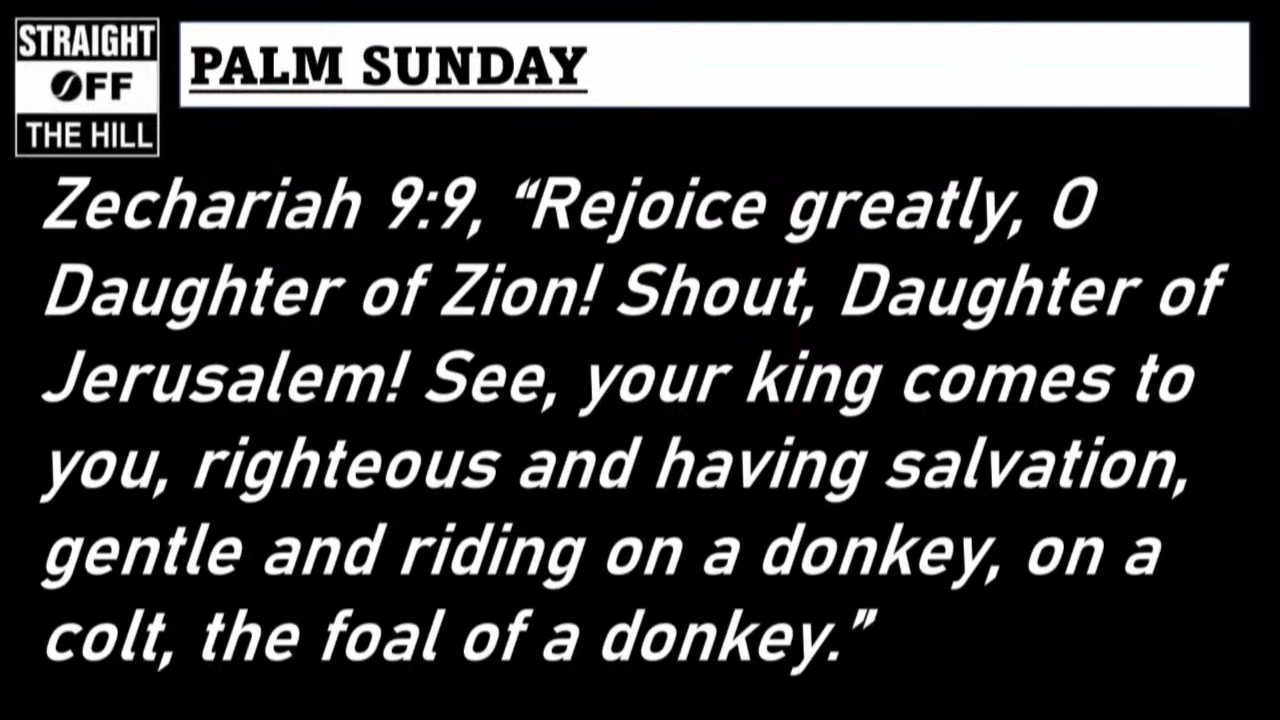 STRAIGHT
OFF
THE HILL
PALM SUNDAY
Zechariah 9:9, “Rejoice greatly, O
Daughter of Zion! Shout, Daughter of
Jerusalem! See, your king comes to
you, righteous and having salvation,
gentle and riding on a donkey, on a
colt, the foal of a donkey.”